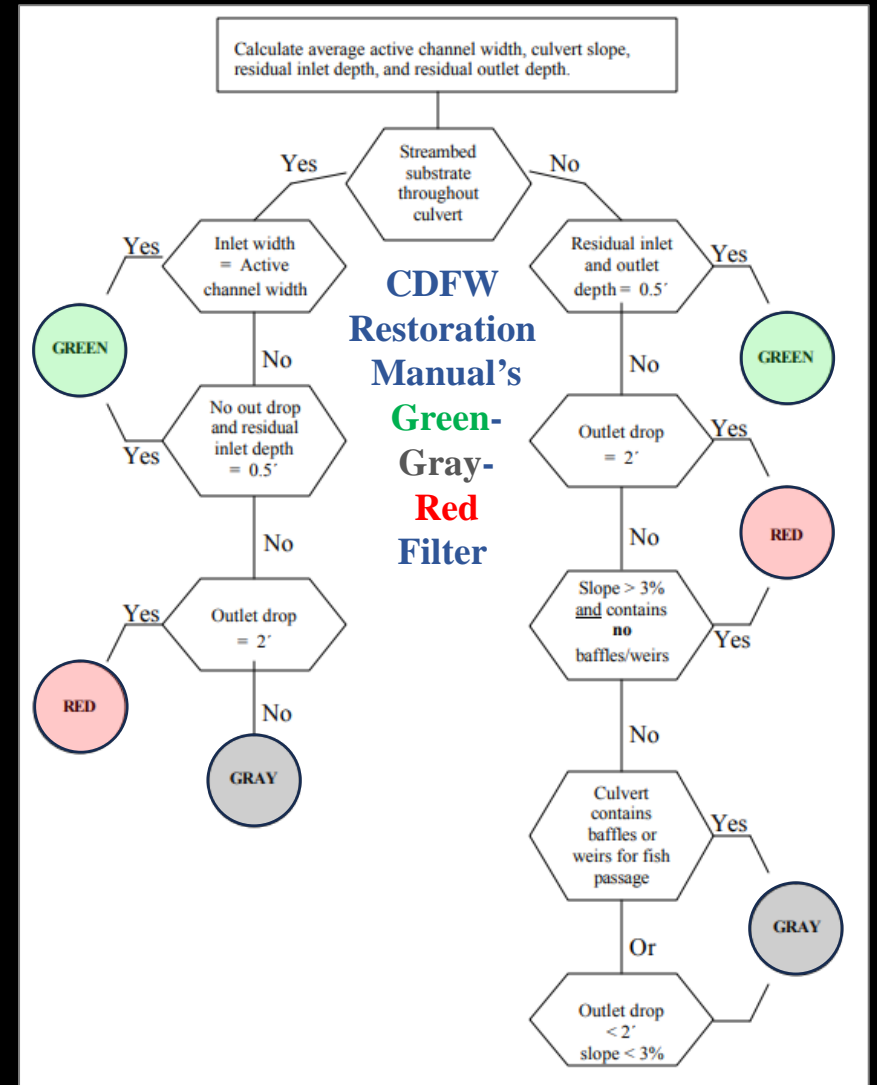 Calculate average active channel width, culvert slope,
residual inlet depth, and residual outlet depth.
Yes
Streambed
substrate
throughout
culvert
No
Yes
Inlet width
= Active
channel width
Residual inlet
and outlet
depth = 0.5´
Yes
CDFW
Restoration
Manual’s
Green-
Gray-
Red
Filter
GREEN
No
No
GREEN
No out drop
and residual
inlet depth
= 0.5´
Yes
Outlet drop
= 2´
Yes
No
No
RED
Yes
Outlet drop
= 2´
Slope > 3%
and contains
no
baffles/weirs
Yes
RED
No
GRAY
No
Culvert
contains
baffles or
weirs for fish
passage
Yes
GRAY
Or
Outlet drop
< 2´
slope < 3%